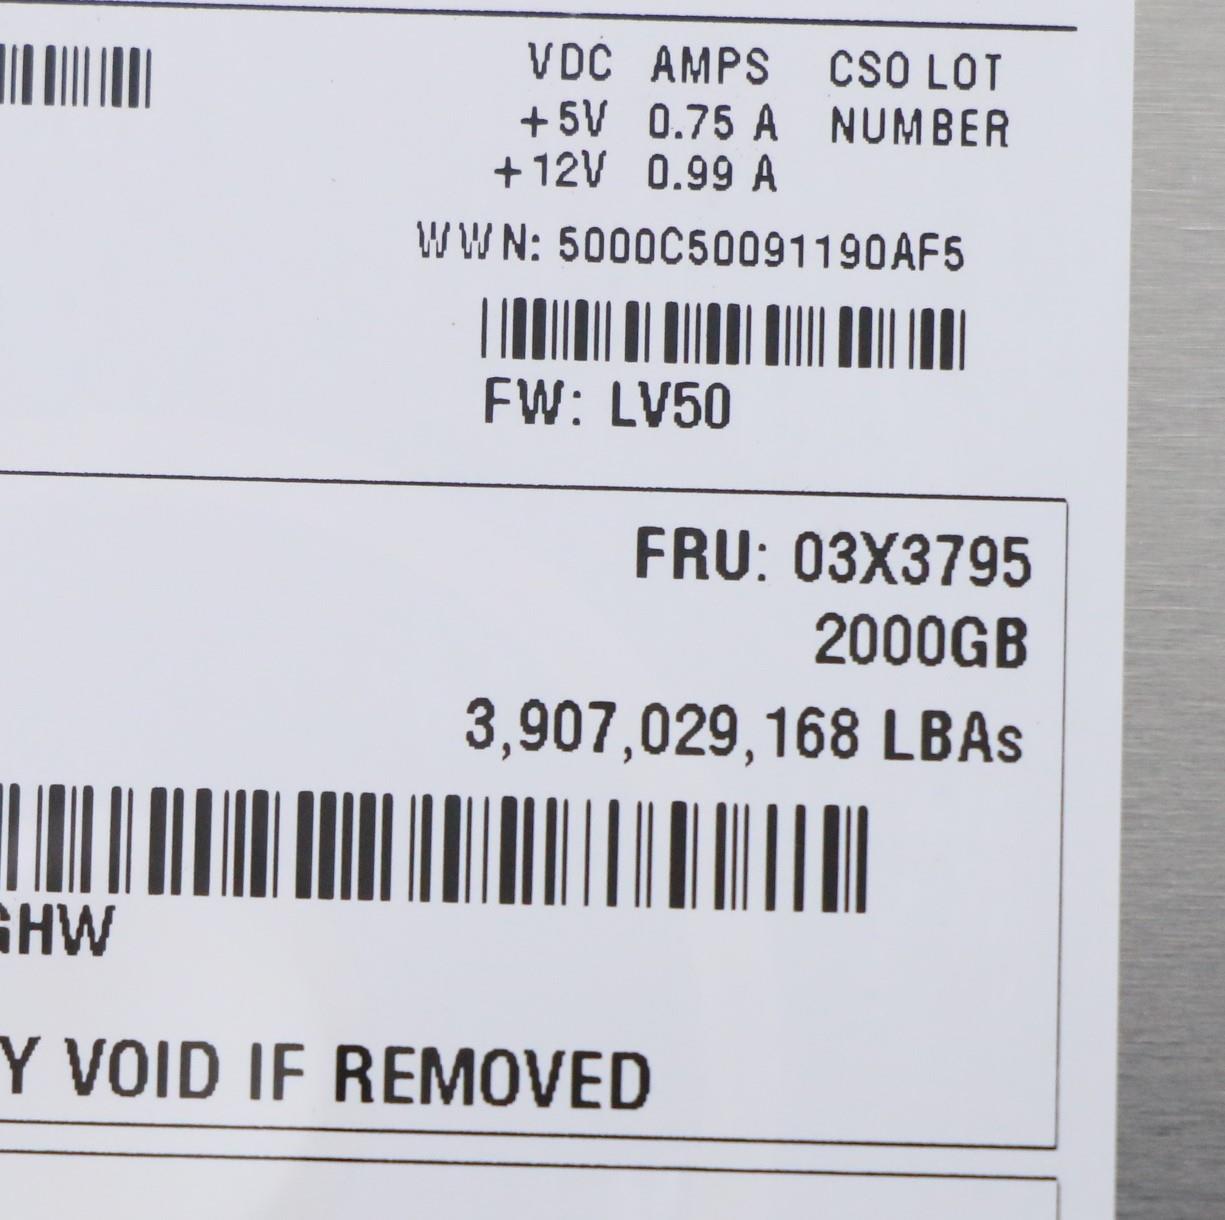 VDC AMPS CSO LOT
+5V 0.75 A NUMBER
+12V 0.99 A
WWN: 5000C50091190AF5
FW: LV50
FRU: 03X3795
2000GB
3,907,029,168 LBAs
GHW
Y VOID IF REMOVED